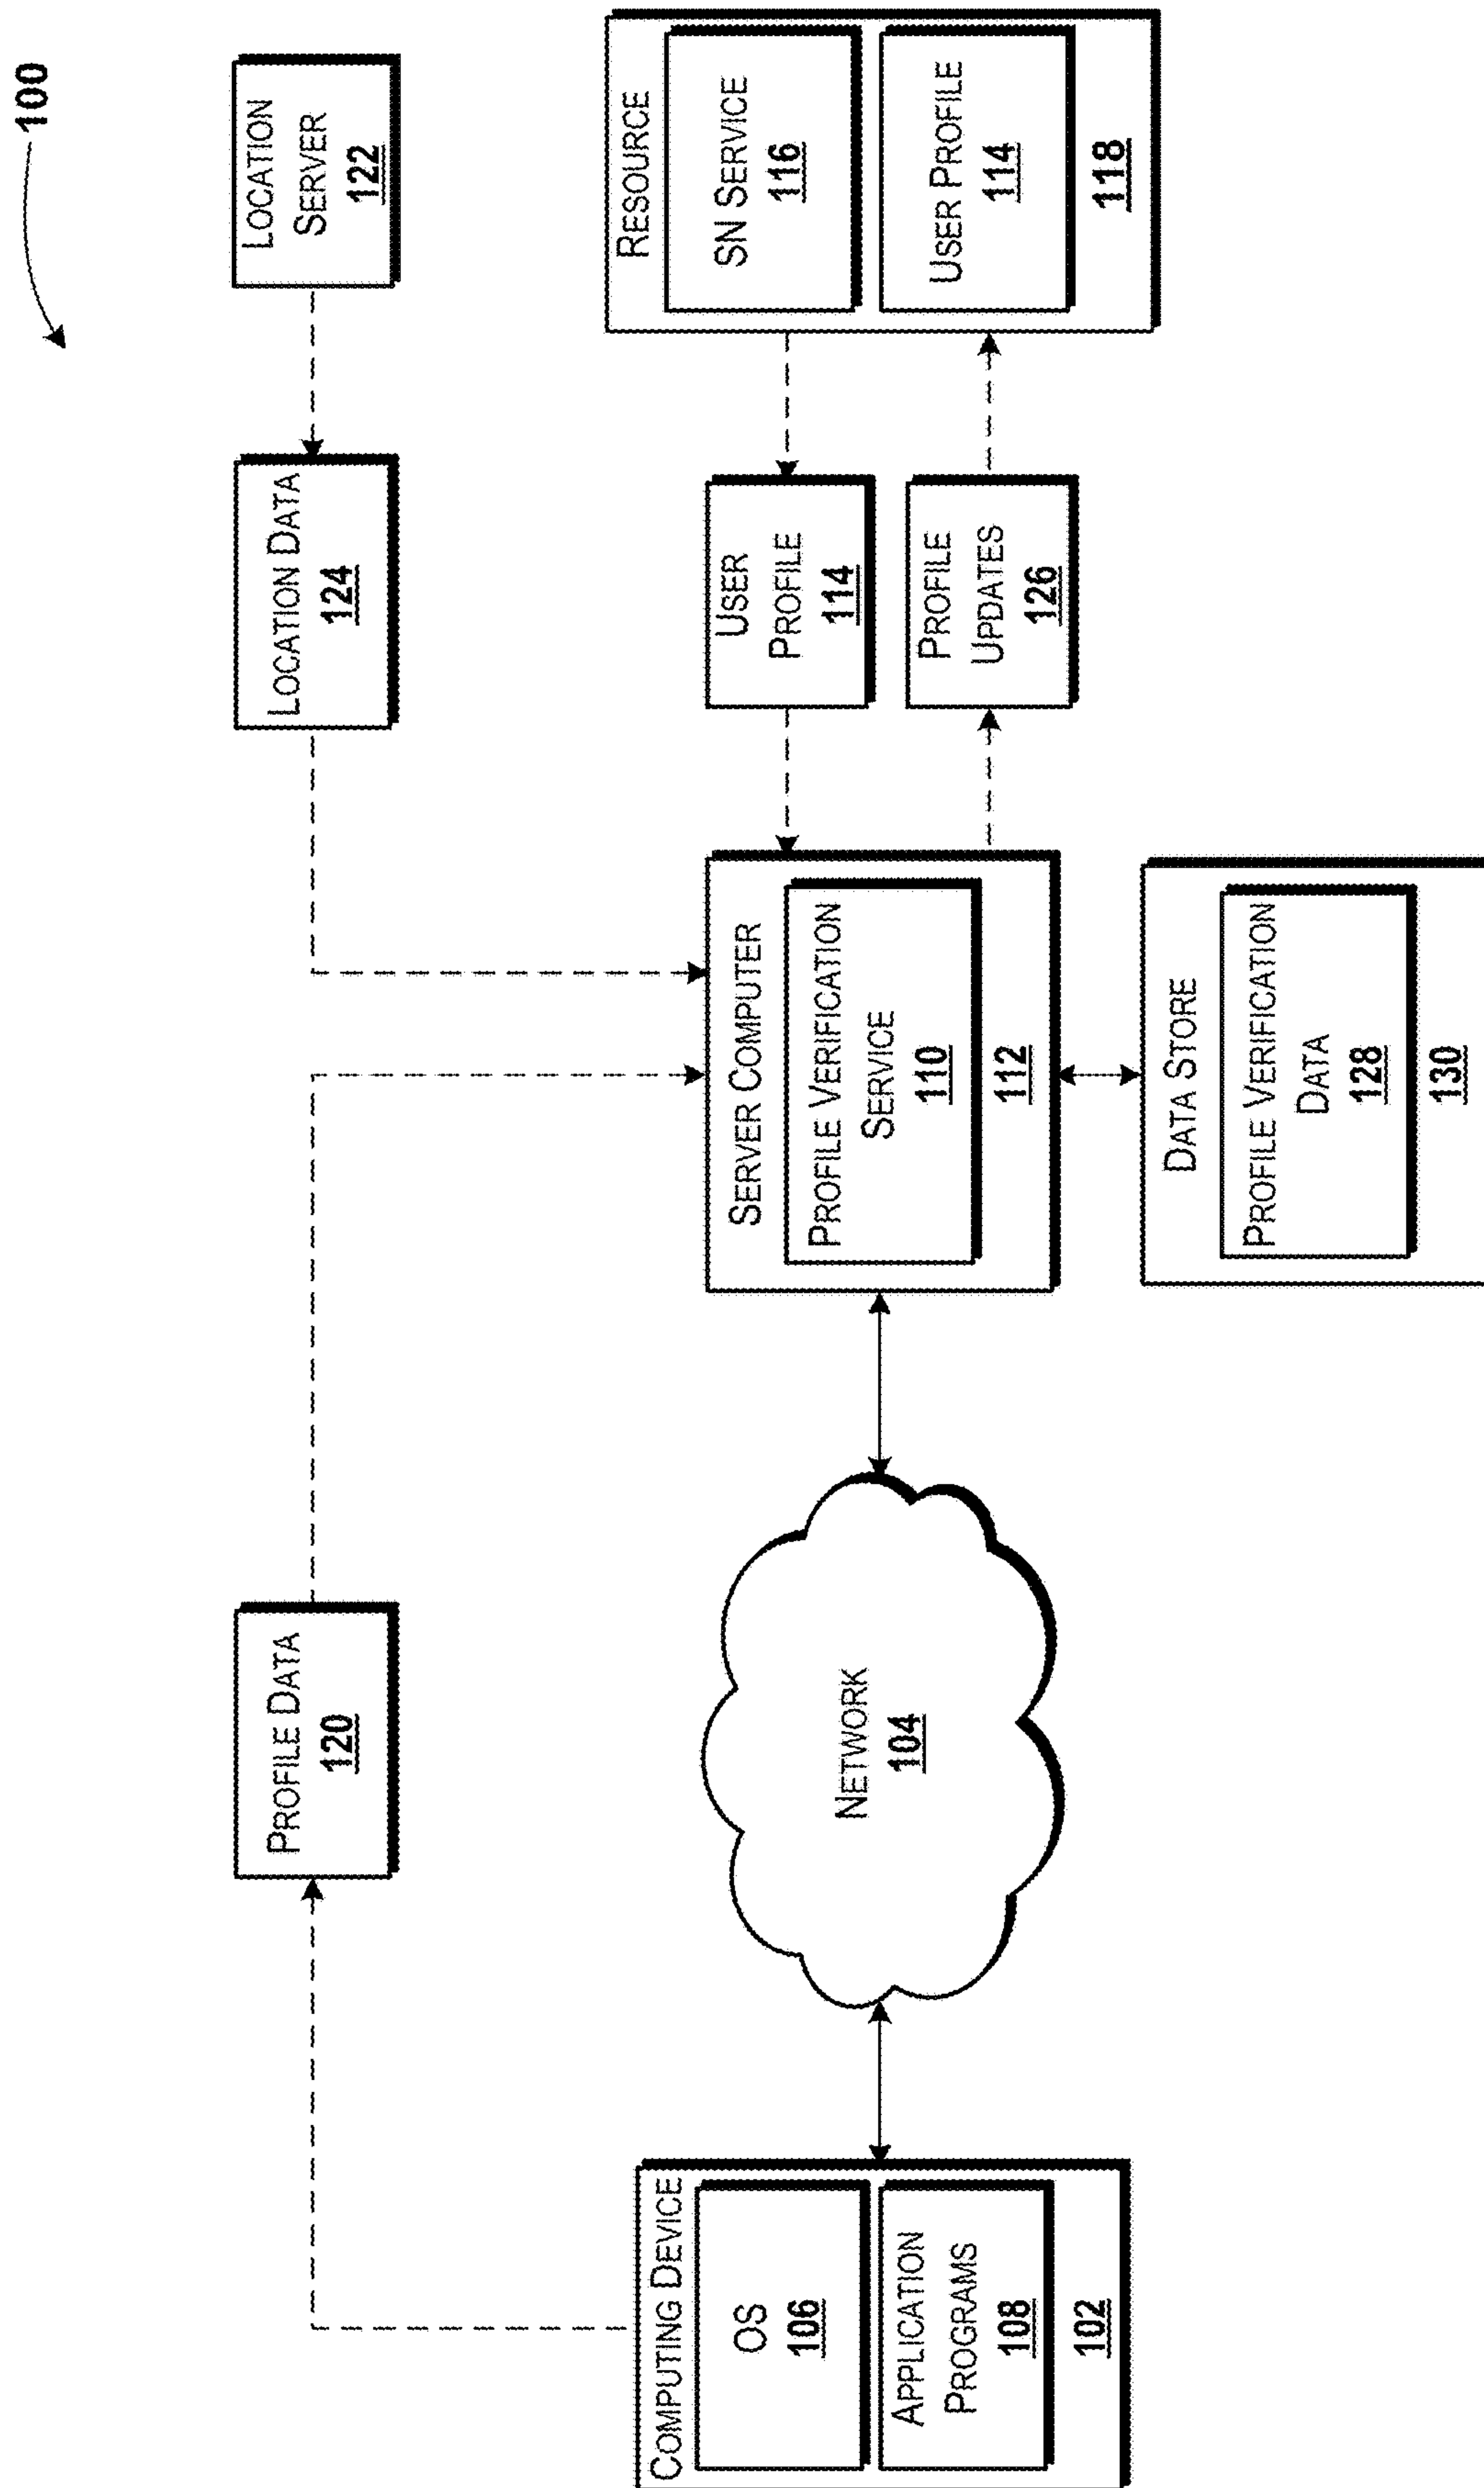 100
COMPUTING DEVICE
OS
106
APPLICATION
PROGRAMS
108
102
PROFILE DATA
120
NETWORK
104
SERVER COMPUTER
PROFILE VERIFICATION
SERVICE
110
112
DATA STORE
PROFILE VERIFICATION
DATA
128
130
LOCATION DATA
124
LOCATION
SERVER
122
USER
PROFILE
114
PROFILE
UPDATES
126
RESOURCE
SN SERVICE
116
USER PROFILE
114
118